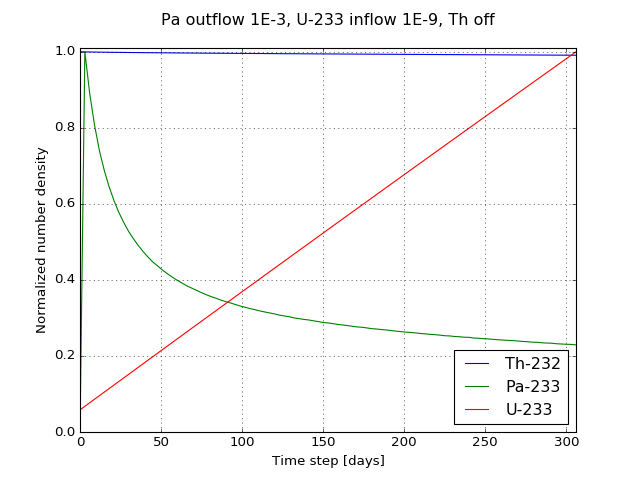 Pa outflow 1E-3, U-233 inflow 1E-9, Th off
Normalized number density
1.0
0.8
0.6
0.4
0.2
0.0
0 50 100 150 200 250 300
Time step [days]
Th-232
Pa-233
U-233